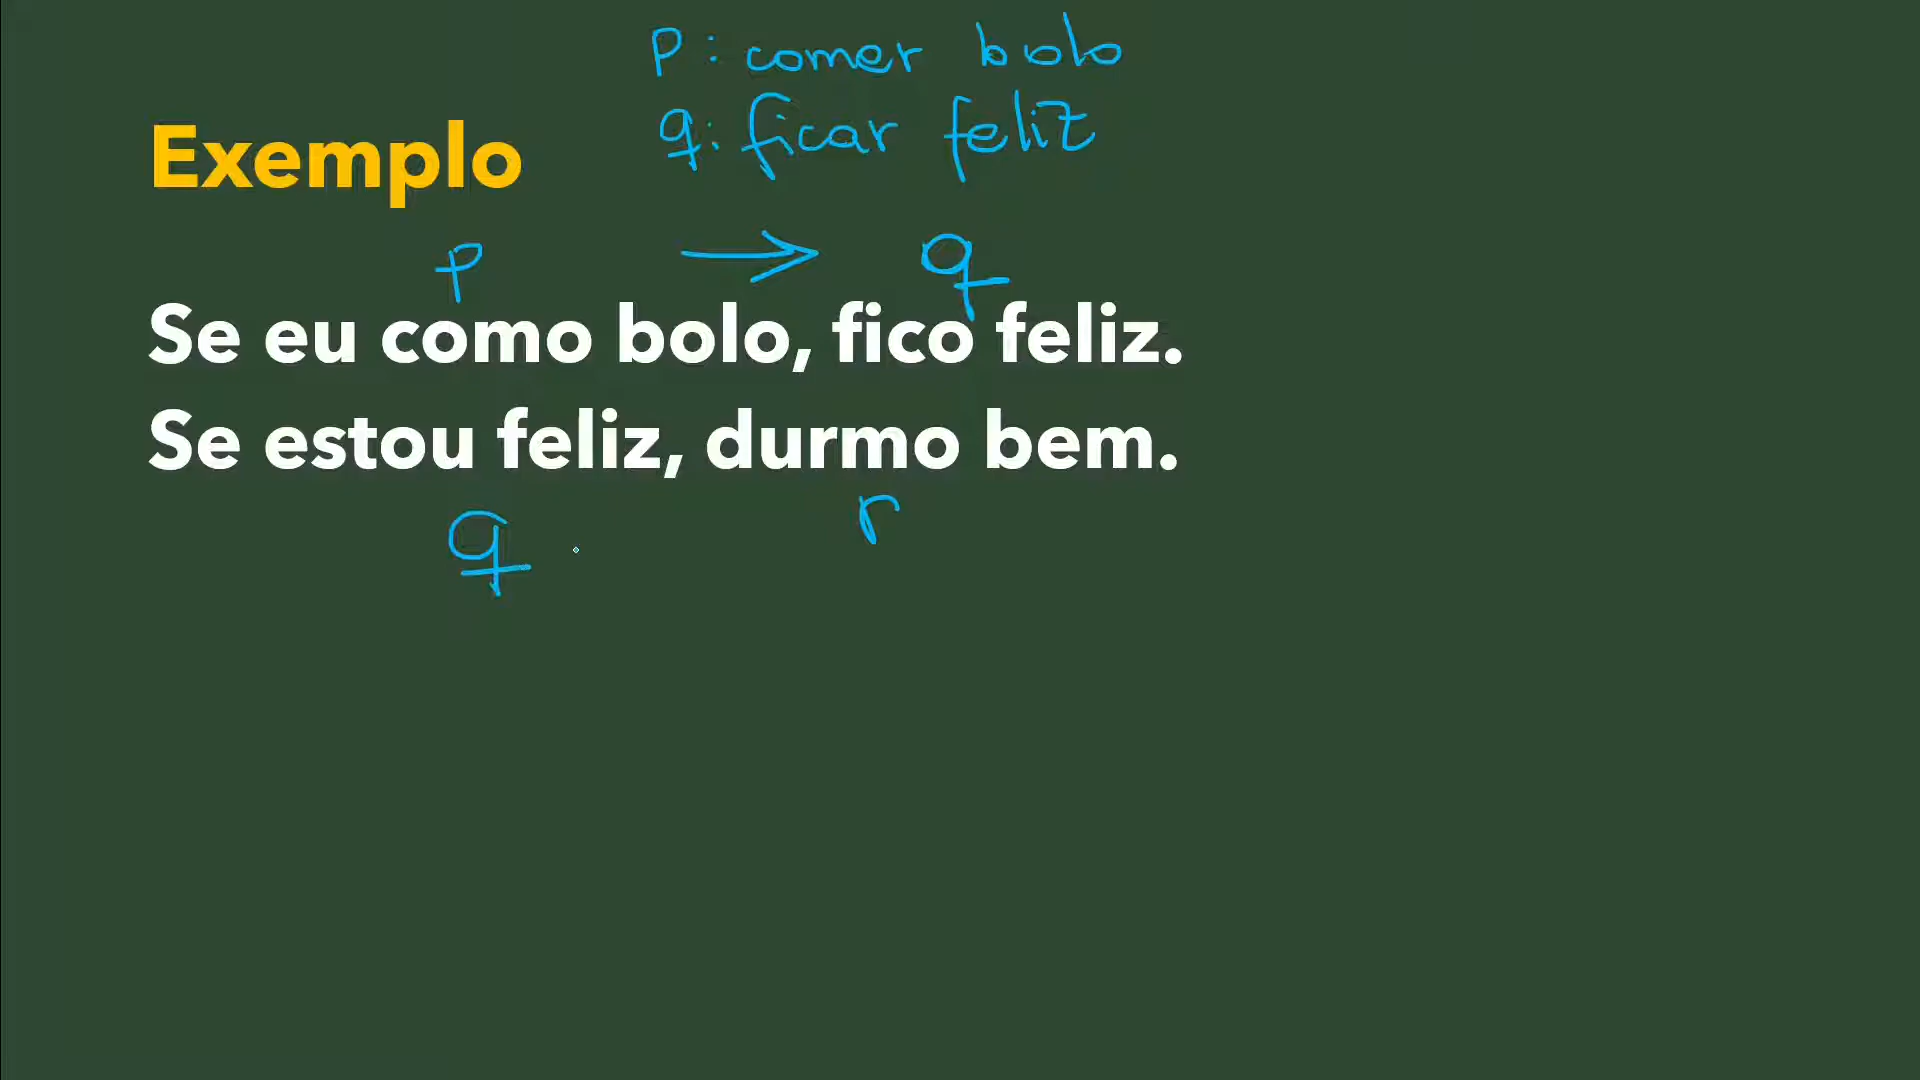 p: comer bolo
q: ficar feliz
Exemplo
p → q
Se eu como bolo, fico feliz.
Se estou feliz, durmo bem.
q r